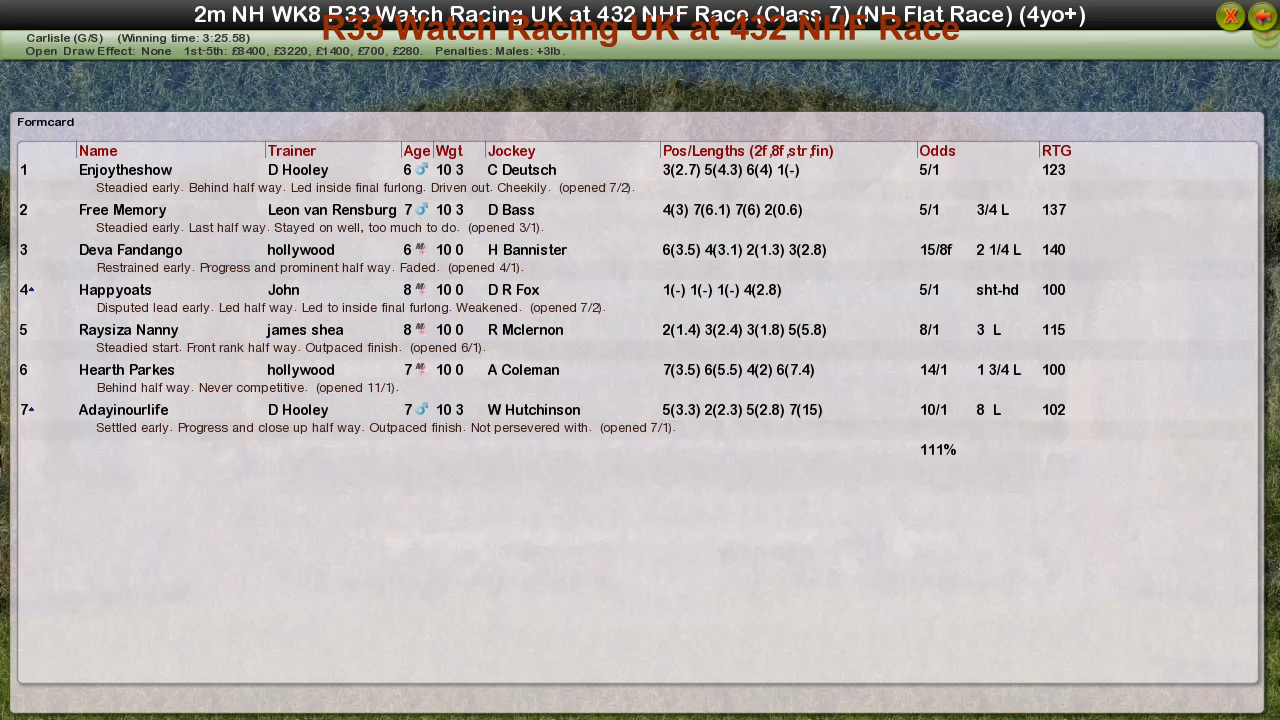 2m NH WK8 R33 Watch Racing UK at 432 NHF Race (Class 7) (NH Flat Race) (4yo+)
R33 Watch Racing UK at 432 NHF Race
Carlisle (G/S) (Winning time: 3:25.58)
Open Draw Effect: None 1st-5th: £8400, £3220, £1400, £700, £280. Penalties: Males: +3lb.
Formcard
Name Trainer Age Wgt Jockey Pos/Lengths (2f,8f,str,fin) Odds RTG
1 Enjoytheshow D Hooley 6 10 3 C Deutsch 3(2.7) 5(4.3) 6(4) 1(-) 5/1 123
Steadied early. Behind half way. Led inside final furlong. Driven out. Cheekily. (opened 7/2).
2 Free Memory Leon van Rensburg 7 10 3 D Bass 4(3) 7(6.1) 7(6) 2(0.6) 5/1 3/4 L 137
Steadied early. Last half way. Stayed on well, too much to do. (opened 3/1).
3 Deva Fandango hollywood 6 10 0 H Bannister 6(3.5) 4(3.1) 2(1.3) 3(2.8) 15/8f 2 1/4 L 140
Restrained early. Progress and prominent half way. Faded. (opened 4/1).
4 Happyoats John 8 10 0 D R Fox 1(-) 1(-) 1(-) 4(2.8) 5/1 sht-hd 100
Disputed lead early. Led half way. Led to inside final furlong. Weakened. (opened 7/2).
5 Raysiza Nanny james shea 8 10 0 R Mclernon 2(1.4) 3(2.4) 3(1.8) 5(5.8) 8/1 3 L 115
Steadied start. Front rank half way. Outpaced finish. (opened 6/1).
6 Hearth Parkes hollywood 7 10 0 A Coleman 7(3.5) 6(5.5) 4(2) 6(7.4) 14/1 1 3/4 L 100
Behind half way. Never competitive. (opened 11/1).
7 Adayinourlife D Hooley 7 10 3 W Hutchinson 5(3.3) 2(2.3) 5(2.8) 7(15) 10/1 8 L 102
Settled early. Progress and close up half way. Outpaced finish. Not persevered with. (opened 7/1).
111%